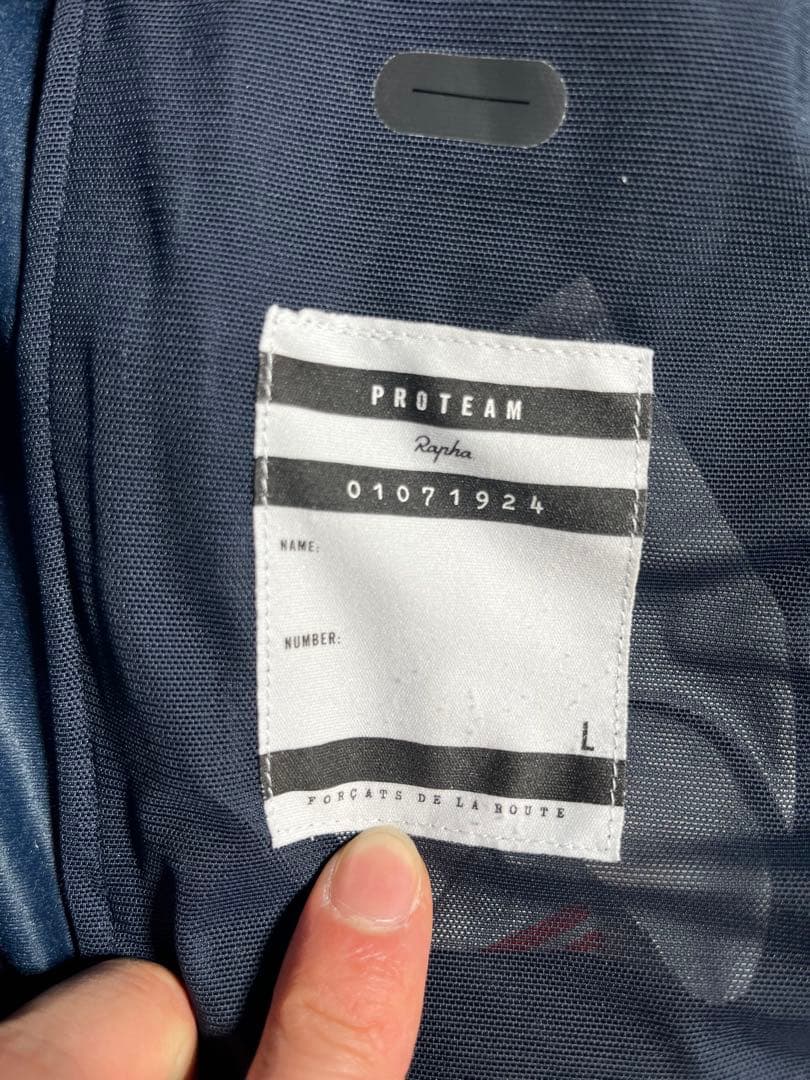 PROTEAM
Rapha
01071924
NAME:
NUMBER:
L
FORÇATS DE LA ROUTE